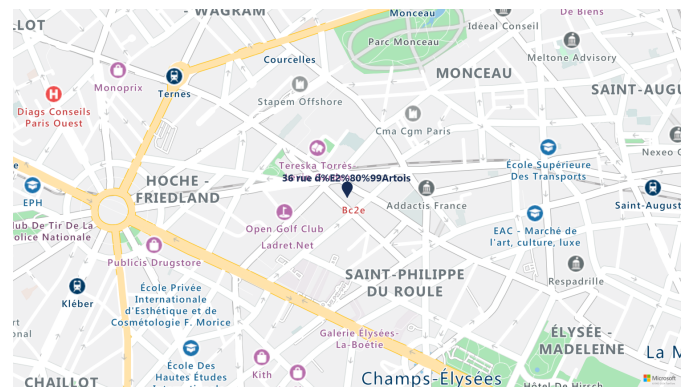 - WAGRAM
Monceau
Idéal Conseil
De Biens
LOT
Parc Monceau
Courcelles
Meltone Advisory
Monoprix
Ternes
MONCEAU
SAINT-AUGU
Stapem Offshore
Diags Conseils
Paris Ouest
Cma Cgm Paris
Nexeo C
Tereska Torrès
École Supérieure
Des Transports
36 rue d%E2%80%99Artois
HOCHE -
FRIEDLAND
EPH
Bc2e
Addactis France
Saint-August
Open Golf Club
Ladret.Net
lub De Tir De La
olice Nationale
EAC - Marché de
l'art, culture, luxe
Publicis Drugstore
SAINT-PHILIPPE
DU ROULE
Respadrille
Kléber
École Privée
Internationale
d'Esthétique et de
Cosmétologie F. Morice
onal
Galerie Élysées-
La-Boétie
ÉLYSÉE -
MADELEINE
La M
École Des
Hautes Études
Kith
CHAILLOT
Champs-Élysées
Hôtel De Hirsch
Microsoft